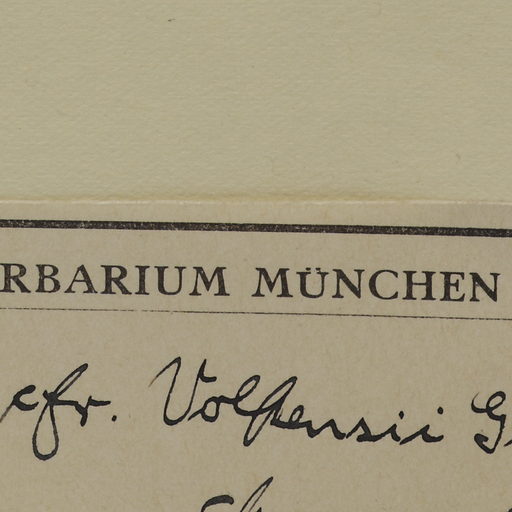 RBARIUM MÜNCHEN
cfr. Volkensii G